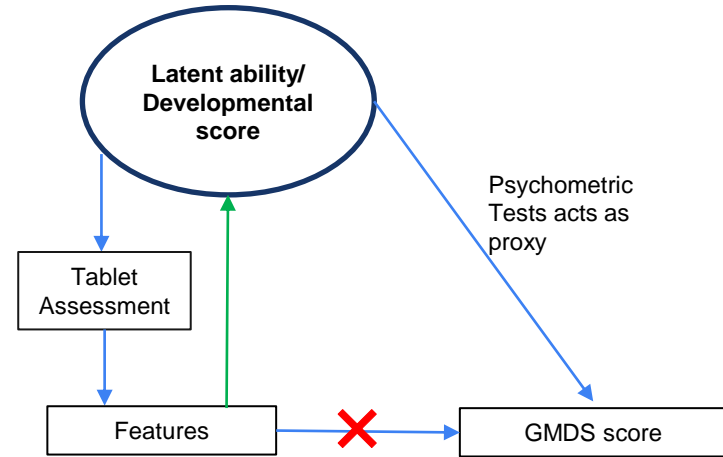 Latent ability/
Developmental
score
Psychometric
Tests acts as
proxy
Tablet
Assessment
Features
GMDS score